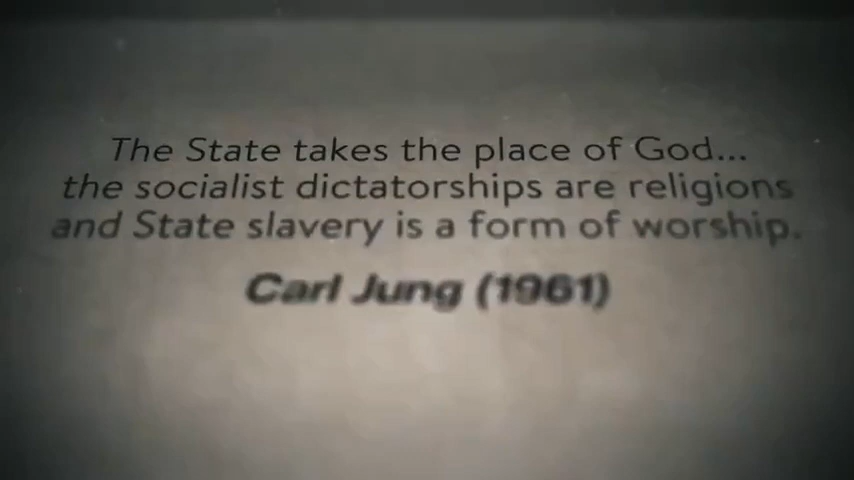 The State takes the place of God...
the socialist dictatorships are religions
and State slavery is a form of worship.
Carl Jung (1961)